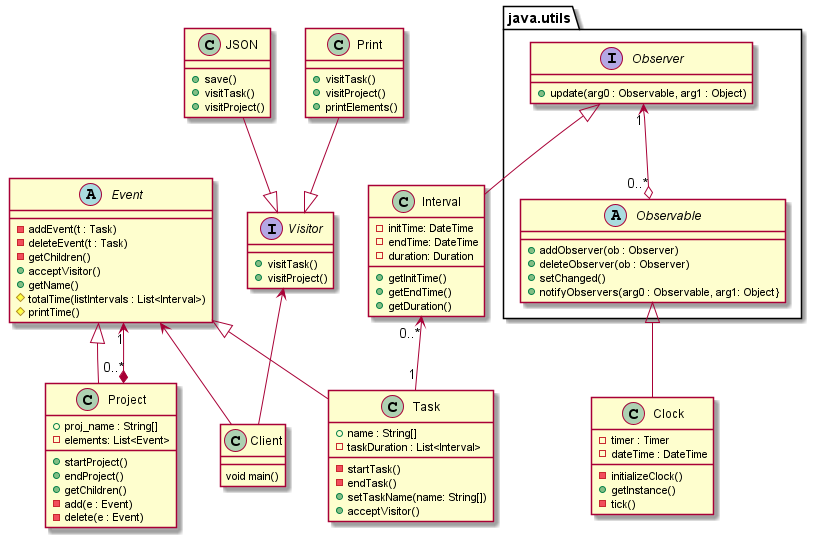 java.utils
C JSON
save()
visitTask()
visitProject()
C Print
visitTask()
visitProject()
printElements()
I Observer
update(arg0 : Observable, arg1 : Object)
1
0..*
A Event
addEvent(t : Task)
deleteEvent(t : Task)
getChildren()
acceptVisitor()
getName()
totalTime(listIntervals : List<Interval>)
printTime()
I Visitor
visitTask()
visitProject()
C Interval
initTime: DateTime
endTime: DateTime
duration: Duration
getInitTime()
getEndTime()
getDuration()
A Observable
addObserver(ob : Observer)
deleteObserver(ob : Observer)
setChanged()
notifyObservers(arg0 : Observable, arg1: Object}
1
0..*
0..*
1
C Project
proj_name : String[]
elements: List<Event>
startProject()
endProject()
getChildren()
add(e : Event)
delete(e : Event)
C Client
void main()
C Task
name : String[]
taskDuration : List<Interval>
startTask()
endTask()
setTaskName(name: String[])
acceptVisitor()
C Clock
timer : Timer
dateTime : DateTime
initializeClock()
getInstance()
tick()